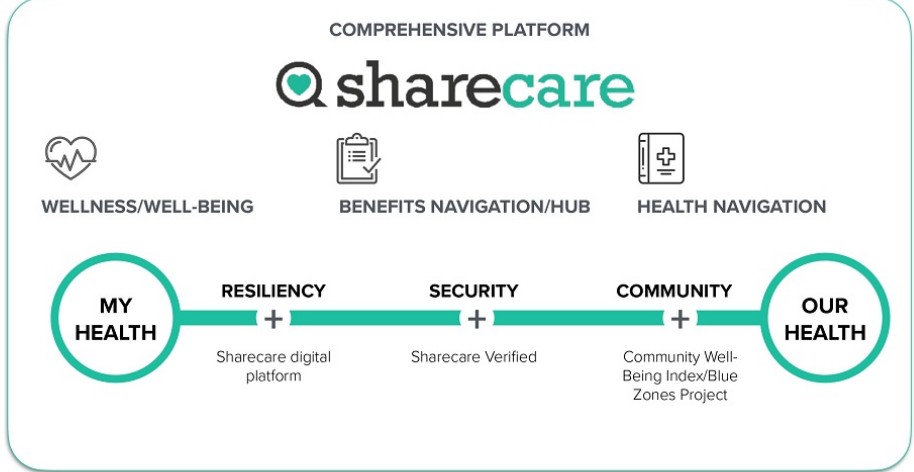 COMPREHENSIVE PLATFORM
sharecare
WELLNESS/WELL-BEING
BENEFITS NAVIGATION/HUB
HEALTH NAVIGATION
MY
HEALTH
RESILIENCY
+
Sharecare digital
platform
SECURITY
+
Sharecare Verified
COMMUNITY
+
Community Well-
Being Index/Blue
Zones Project
OUR
HEALTH